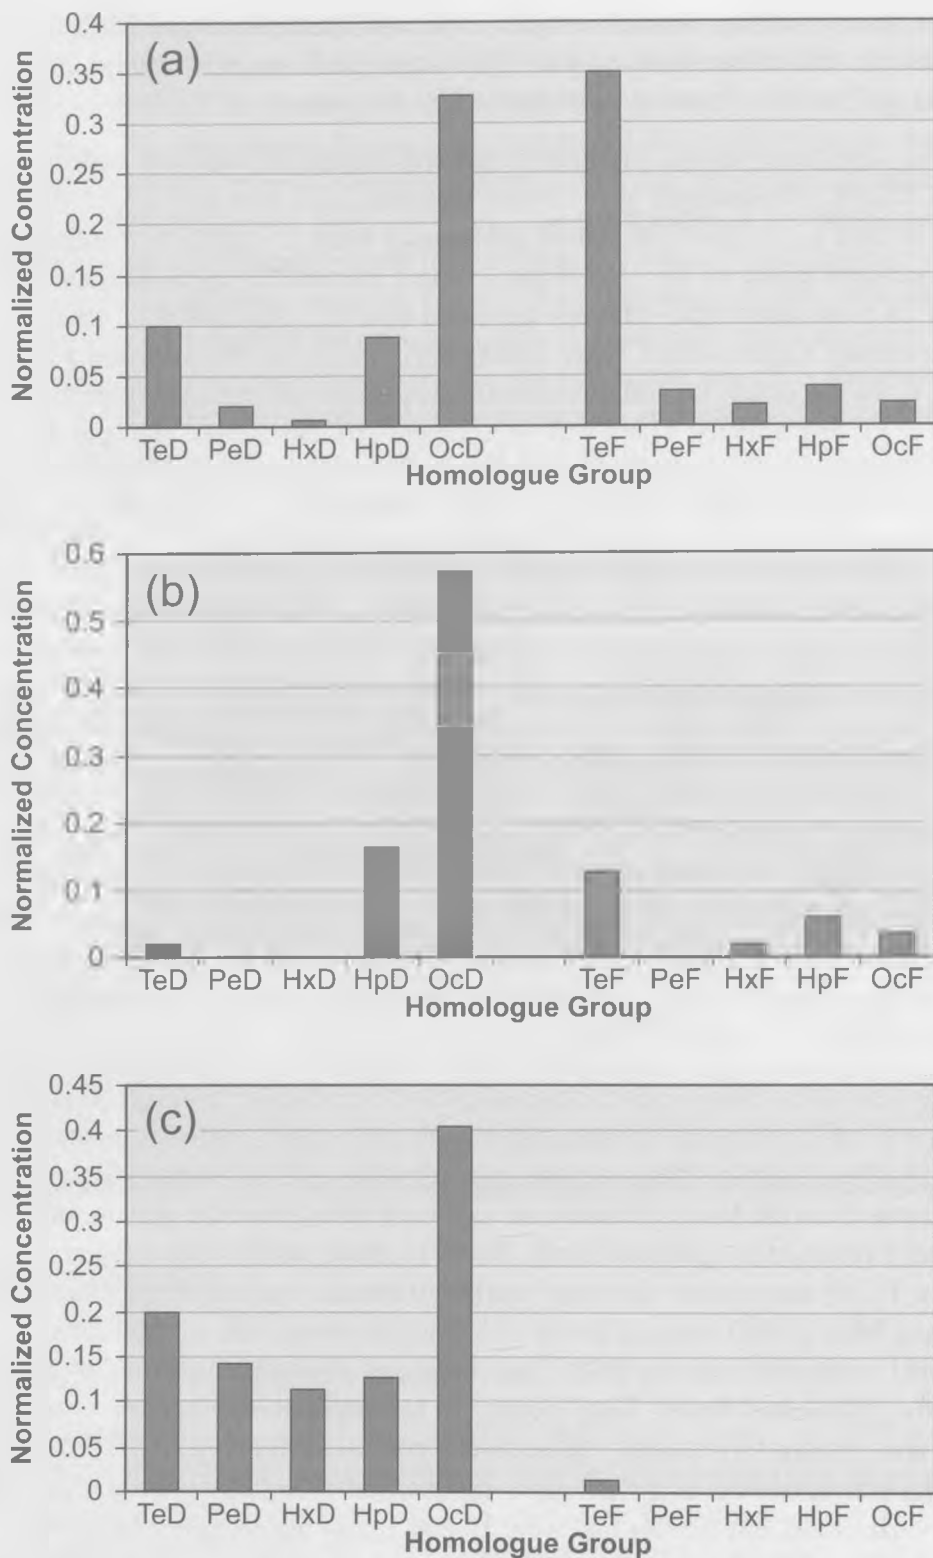 (a)
Normalized Concentration
0.4
0.35
0.3
0.25
0.2
0.15
0.1
0.05
0
TeD PeD HxD HpD OcD TeF PeF HxF HpF OcF
Homologue Group
(b)
Normalized Concentration
0.6
0.5
0.4
0.3
0.2
0.1
0
TeD PeD HxD HpD OcD TeF PeF HxF HpF OcF
Homologue Group
(c)
Normalized Concentration
0.45
0.4
0.35
0.3
0.25
0.2
0.15
0.1
0.05
0
TeD PeD HxD HpD OcD TeF PeF HxF HpF OcF
Homologue Group